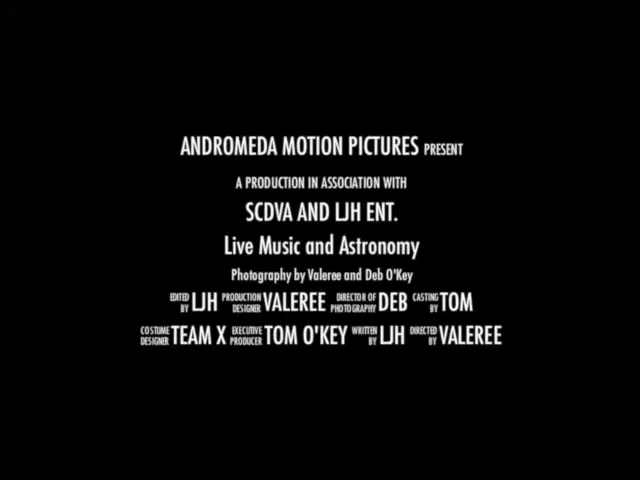 ANDROMEDA MOTION PICTURES PRESENT
A PRODUCTION IN ASSOCIATION WITH
SCDVA AND LJH ENT.
Live Music and Astronomy
Photography by Valeree and Deb O'Key
EDITED BY LJH PRODUCTION DESIGNER VALEREE DIRECTOR OF PHOTOGRAPHY DEB CASTING BY TOM
COSTUME DESIGNER TEAM X EXECUTIVE PRODUCER TOM O'KEY WRITTEN BY LJH DIRECTED BY VALEREE